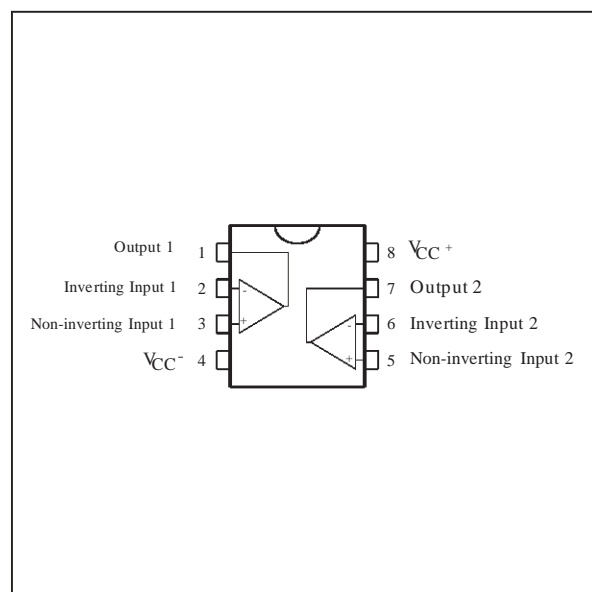 Output 1 1 8 VCC +
Inverting Input 1 2 - 7 Output 2
Non-inverting Input 1 3 + - 6 Inverting Input 2
VCC - 4 + 5 Non-inverting Input 2